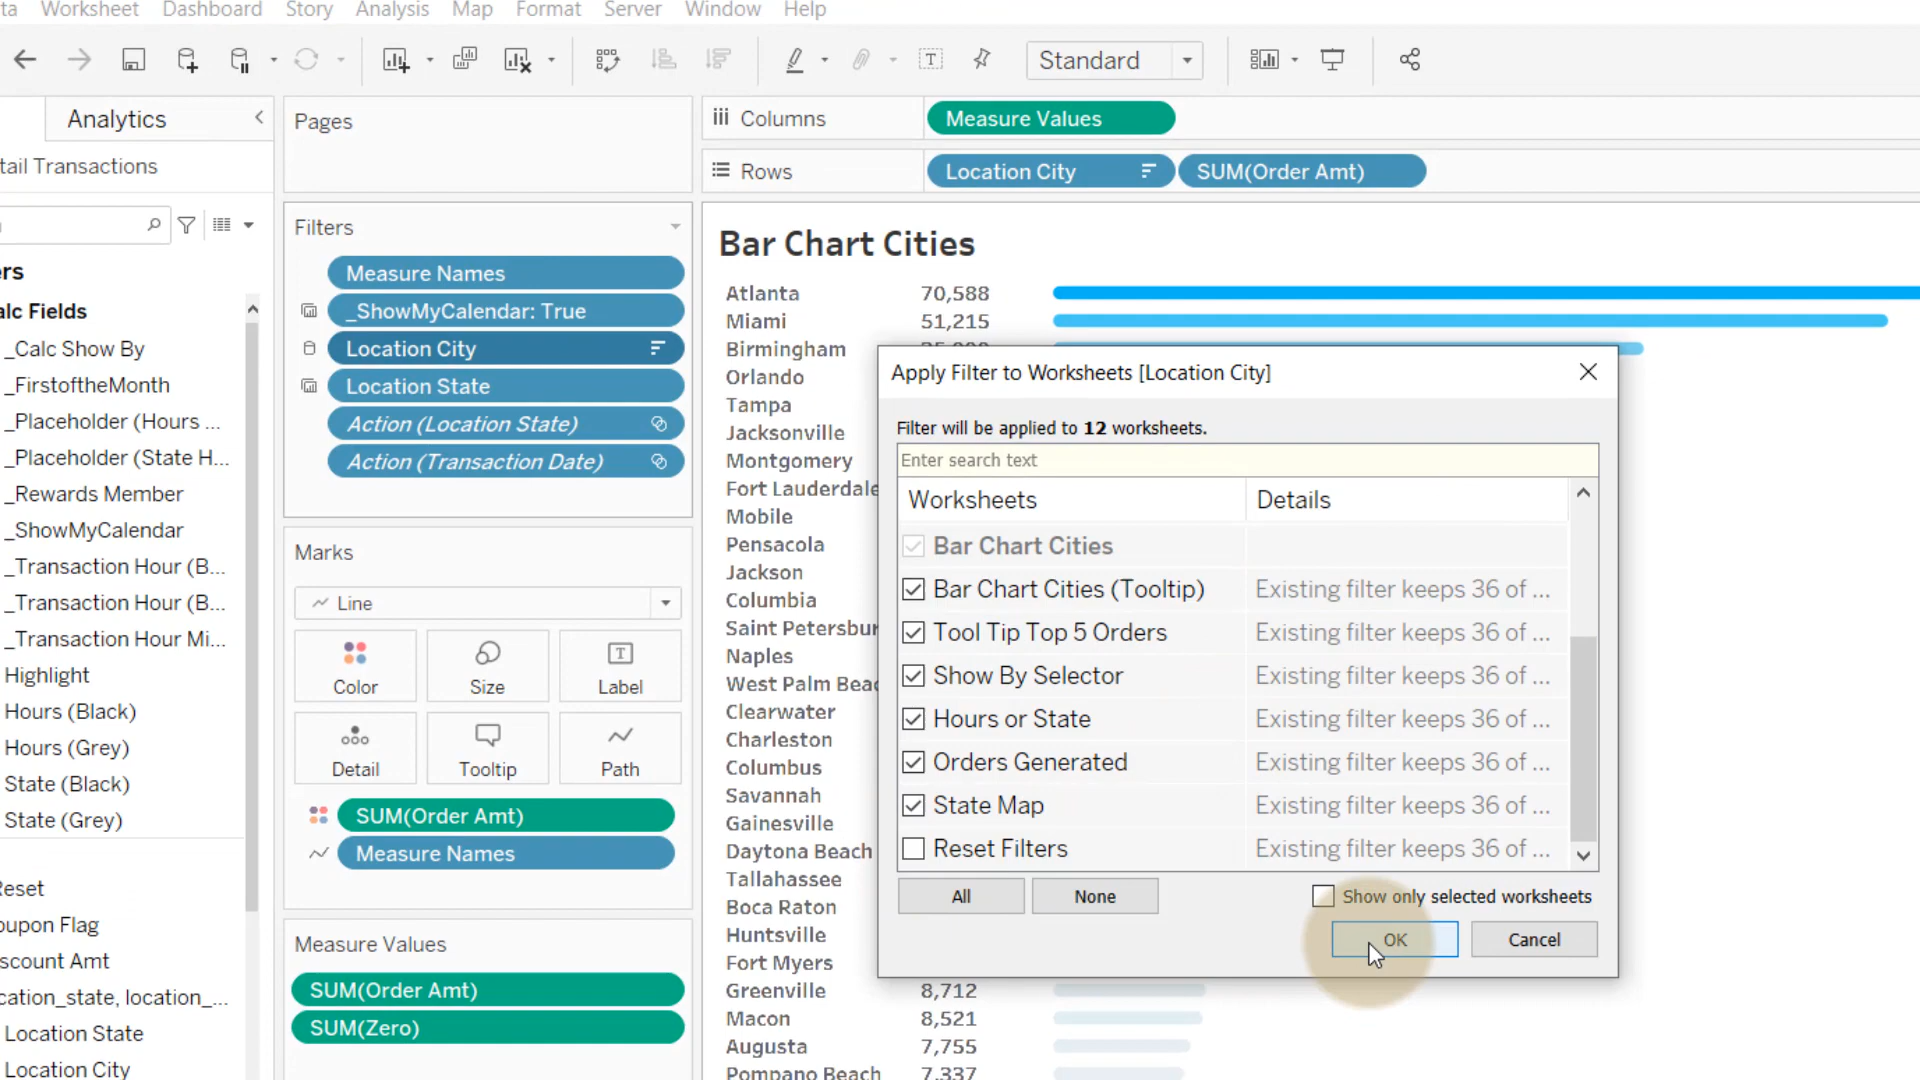 ta Worksheet Dashboard Story Analysis Map Format Server Window Help
Standard
Analytics
tail Transactions
ers
alc Fields
_Calc Show By
_FirstoftheMonth
_Placeholder (Hours ...
_Placeholder (State H...
_Rewards Member
_ShowMyCalendar
_Transaction Hour (B...
_Transaction Hour (B...
_Transaction Hour Mi...
Highlight
Hours (Black)
Hours (Grey)
State (Black)
State (Grey)
Reset
oupon Flag
scount Amt
cation_state, location_...
Location State
Location City
Pages
Filters
Measure Names
_ShowMyCalendar: True
Location City
Location State
Action (Location State)
Action (Transaction Date)
Marks
Line
Color
Size
Label
Detail
Tooltip
Path
SUM(Order Amt)
Measure Names
Measure Values
SUM(Order Amt)
SUM(Zero)
Columns
Measure Values
Rows
Location City
SUM(Order Amt)
Bar Chart Cities
Atlanta 70,588
Miami 51,215
Birmingham
Orlando
Tampa
Jacksonville
Montgomery
Fort Lauderdale
Mobile
Pensacola
Jackson
Columbia
Saint Petersbur
Naples
West Palm Beac
Clearwater
Charleston
Columbus
Savannah
Gainesville
Daytona Beach
Tallahassee
Boca Raton
Huntsville
Fort Myers
Greenville 8,712
Macon 8,521
Augusta 7,755
Pompano Beach 7,337
Apply Filter to Worksheets [Location City]
Filter will be applied to 12 worksheets.
Enter search text
Worksheets Details
Bar Chart Cities
Bar Chart Cities (Tooltip) Existing filter keeps 36 of ...
Tool Tip Top 5 Orders Existing filter keeps 36 of ...
Show By Selector Existing filter keeps 36 of ...
Hours or State Existing filter keeps 36 of ...
Orders Generated Existing filter keeps 36 of ...
State Map Existing filter keeps 36 of ...
Reset Filters Existing filter keeps 36 of ...
All
None
Show only selected worksheets
OK
Cancel